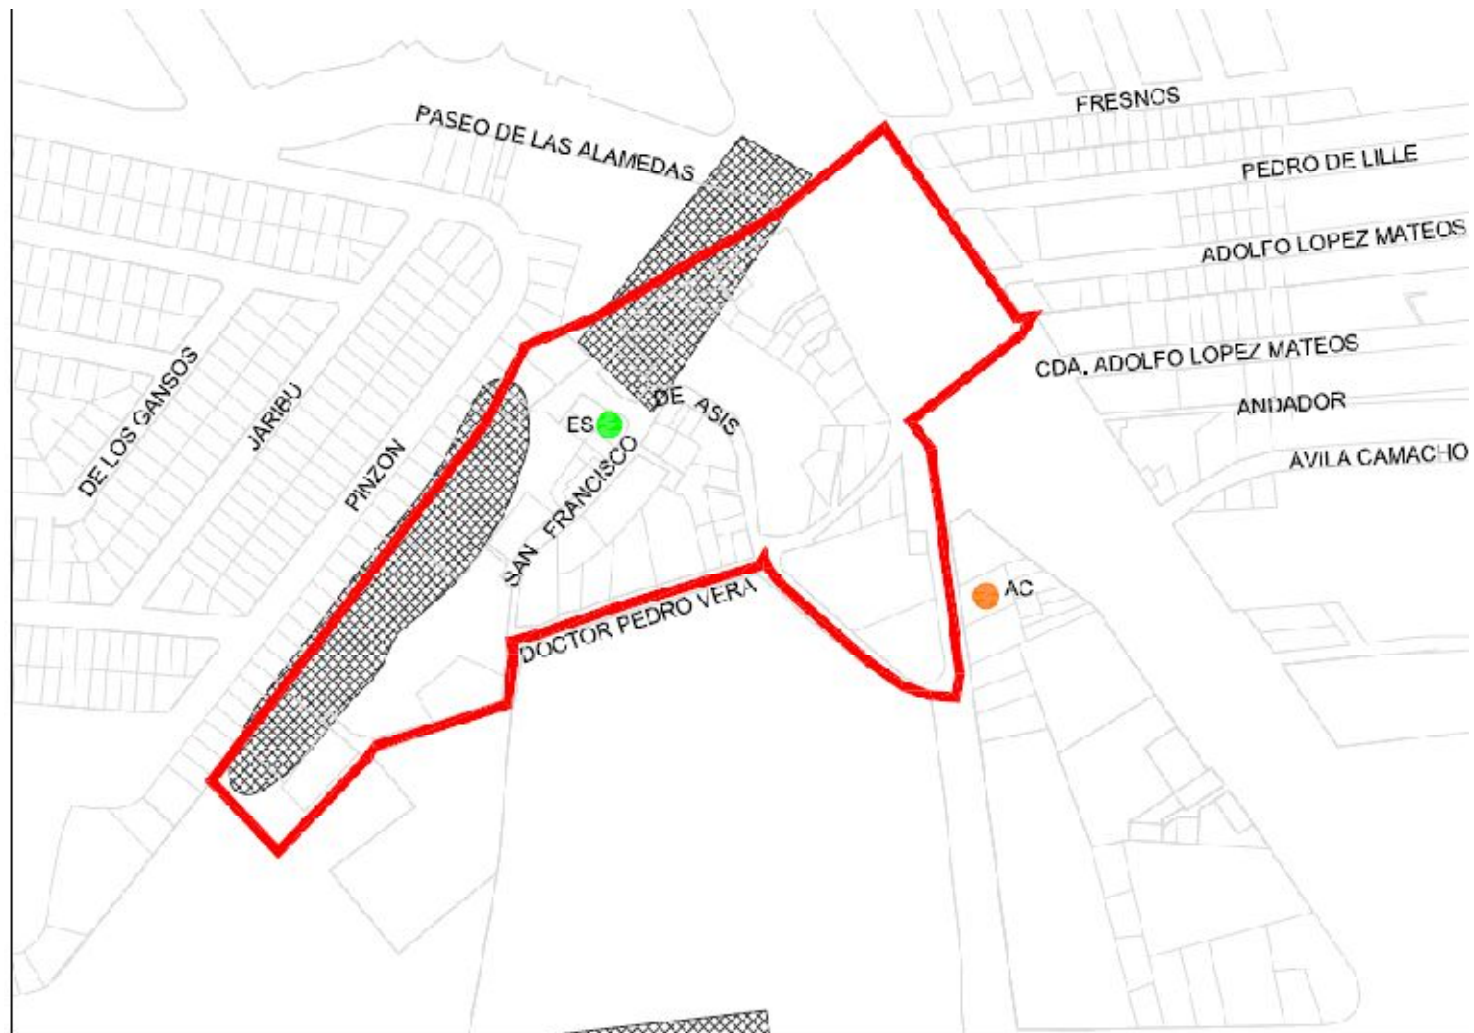 FRESNOS
PASEO DE LAS ALAMEDAS
PEDRO DE LILLE
ADOLFO LOPEZ MATEOS
CDA. ADOLFO LOPEZ MATEOS
DE LOS GANSOS
JARIBU
PINZON
ES
DE ASIS
SAN FRANCISCO
ANDADOR
AVILA CAMACHO
AC
DOCTOR PEDRO VERA